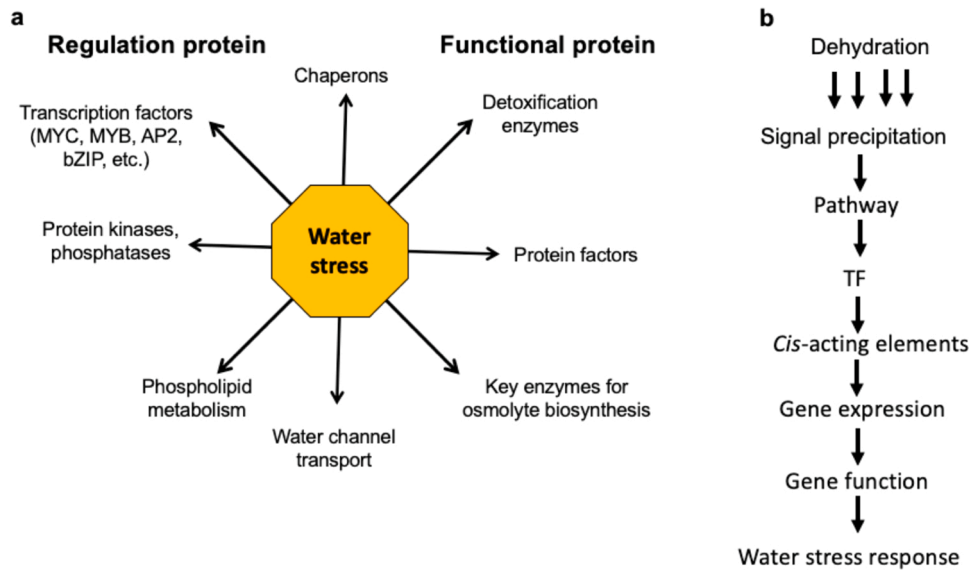 a
Regulation protein
Functional protein
Chaperons
Transcription factors
(MYC, MYB, AP2,
bZIP, etc.)
Detoxification
enzymes
Protein kinases,
phosphatases
Water
stress
Protein factors
Phospholipid
metabolism
Water channel
transport
Key enzymes for
osmolyte biosynthesis
b
Dehydration
Signal precipitation
Pathway
TF
Cis-acting elements
Gene expression
Gene function
Water stress response